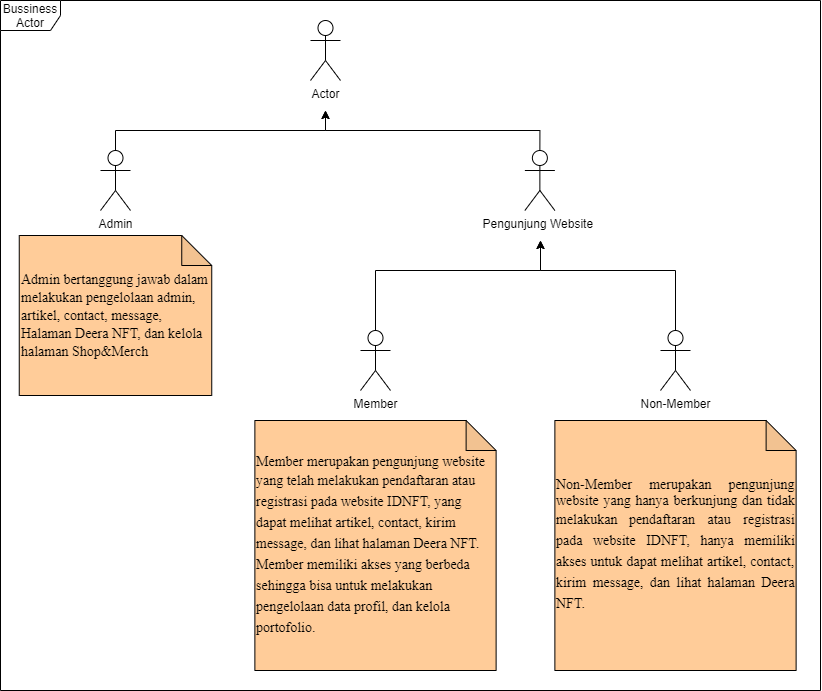 Bussiness
Actor
Actor
Admin
Pengunjung Website
Admin bertanggung jawab dalam
melakukan pengelolaan admin,
artikel, contact, message,
Halaman Deera NFT, dan kelola
halaman Shop&Merch
Member
Non-Member
Member merupakan pengunjung website
yang telah melakukan pendaftaran atau
registrasi pada website IDNFT, yang
dapat melihat artikel, contact, kirim
message, dan lihat halaman Deera NFT.
Member memiliki akses yang berbeda
sehingga bisa untuk melakukan
pengelolaan data profil, dan kelola
portofolio.
Non-Member merupakan pengunjung
website yang hanya berkunjung dan tidak
melakukan pendaftaran atau registrasi
pada website IDNFT, hanya memiliki
akses untuk dapat melihat artikel, contact,
kirim message, dan lihat halaman Deera
NFT.